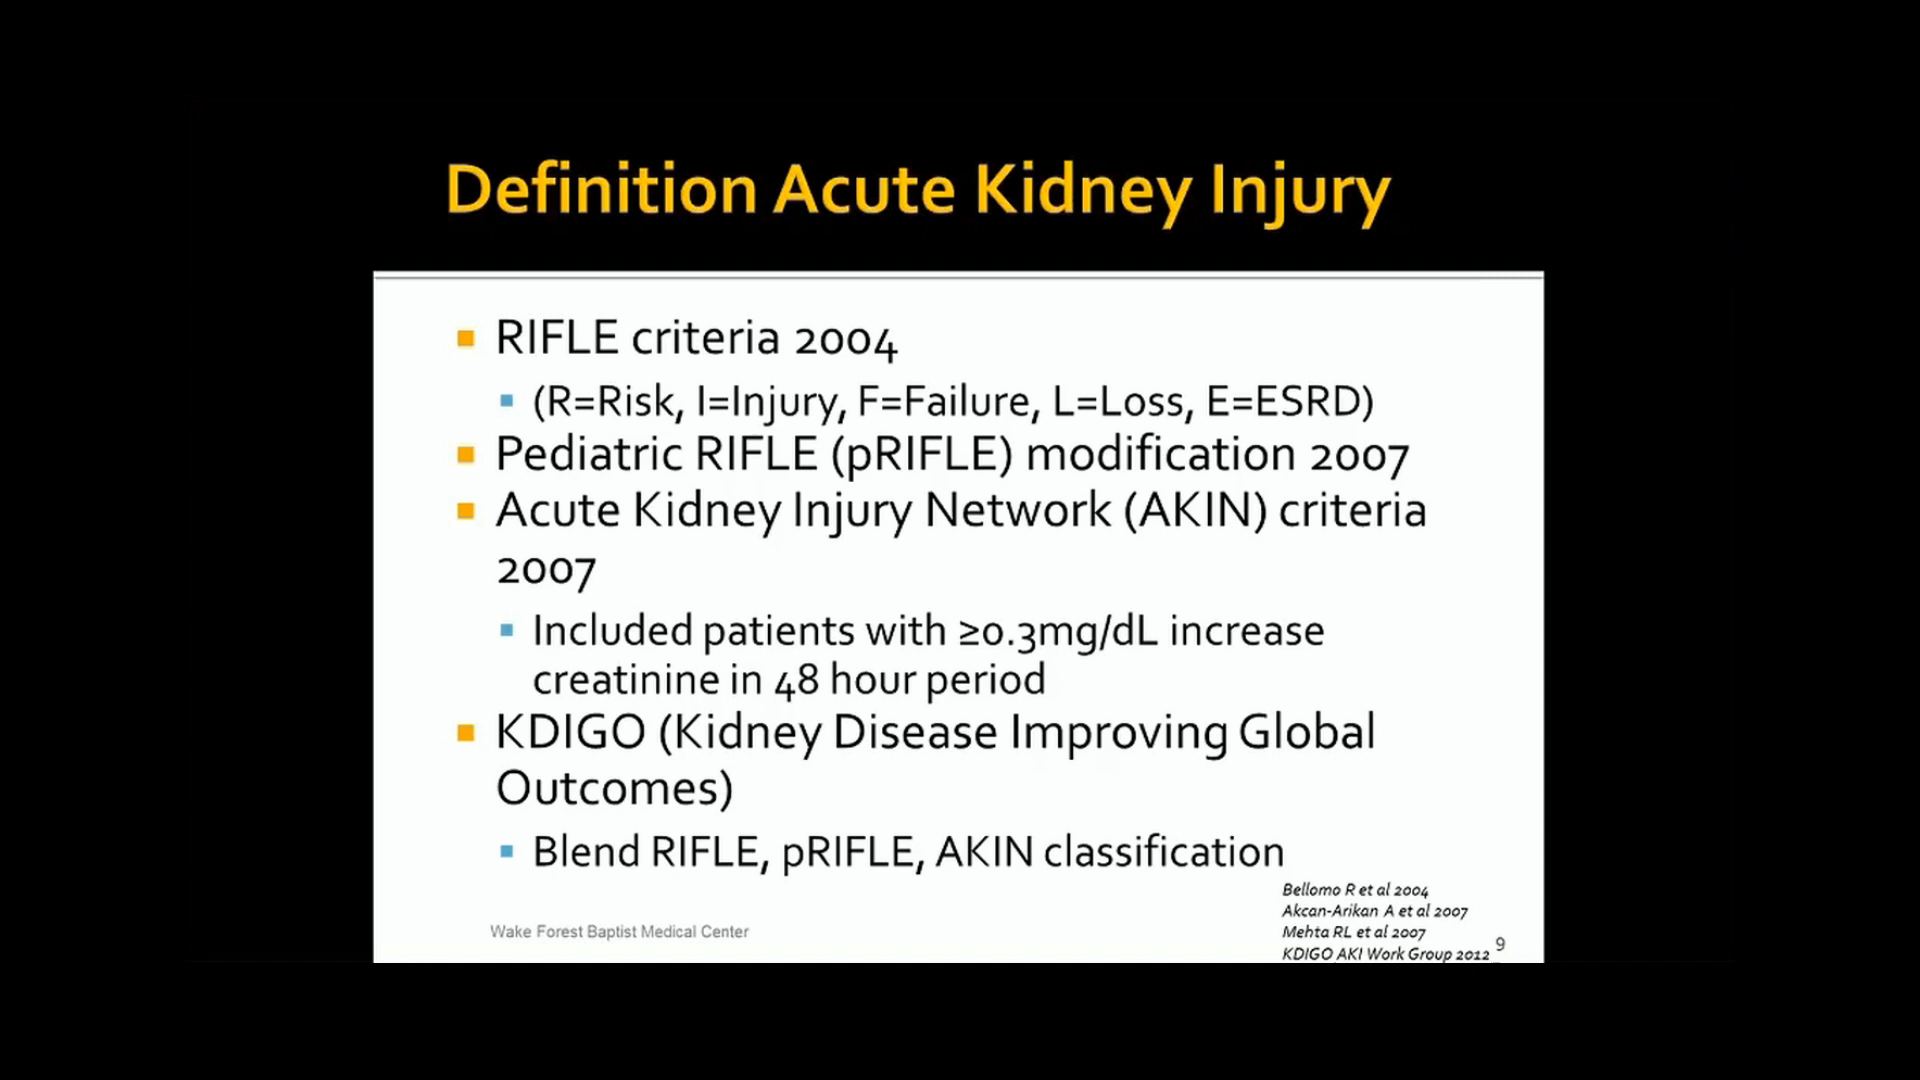 Definition Acute Kidney Injury
RIFLE criteria 2004
(R=Risk, I=Injury, F=Failure, L=Loss, E=ESRD)
Pediatric RIFLE (pRIFLE) modification 2007
Acute Kidney Injury Network (AKIN) criteria
2007
Included patients with ≥0.3mg/dL increase
creatinine in 48 hour period
KDIGO (Kidney Disease Improving Global
Outcomes)
Blend RIFLE, pRIFLE, AKIN classification
Bellomo R et al 2004
Akcan-Arikan A et al 2007
Mehta RL et al 2007
KDIGO AKI Work Group 2012
Wake Forest Baptist Medical Center
9